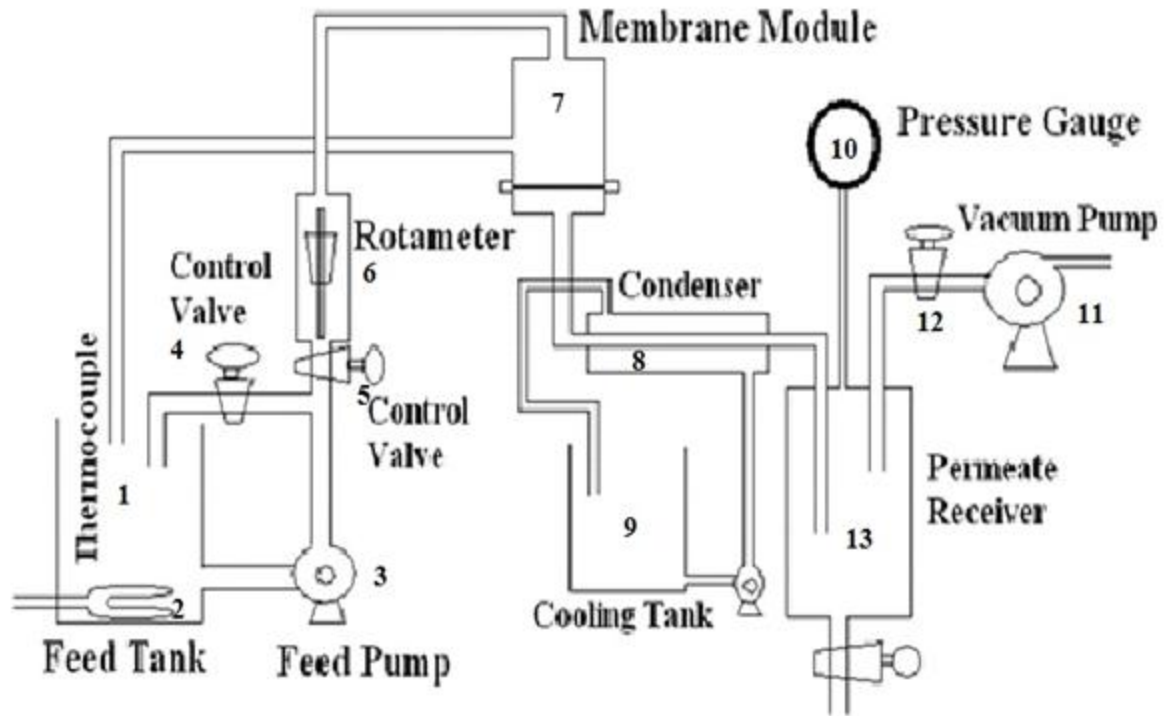 Membrane Module
7
10
Pressure Gauge
Vacuum Pump
Rotameter
6
Control
Valve
4
Condenser
12
11
8
5
Control
Valve
Thermocouple
1
9
Permeate
Receiver
13
3
2
Cooling Tank
Feed Tank
Feed Pump